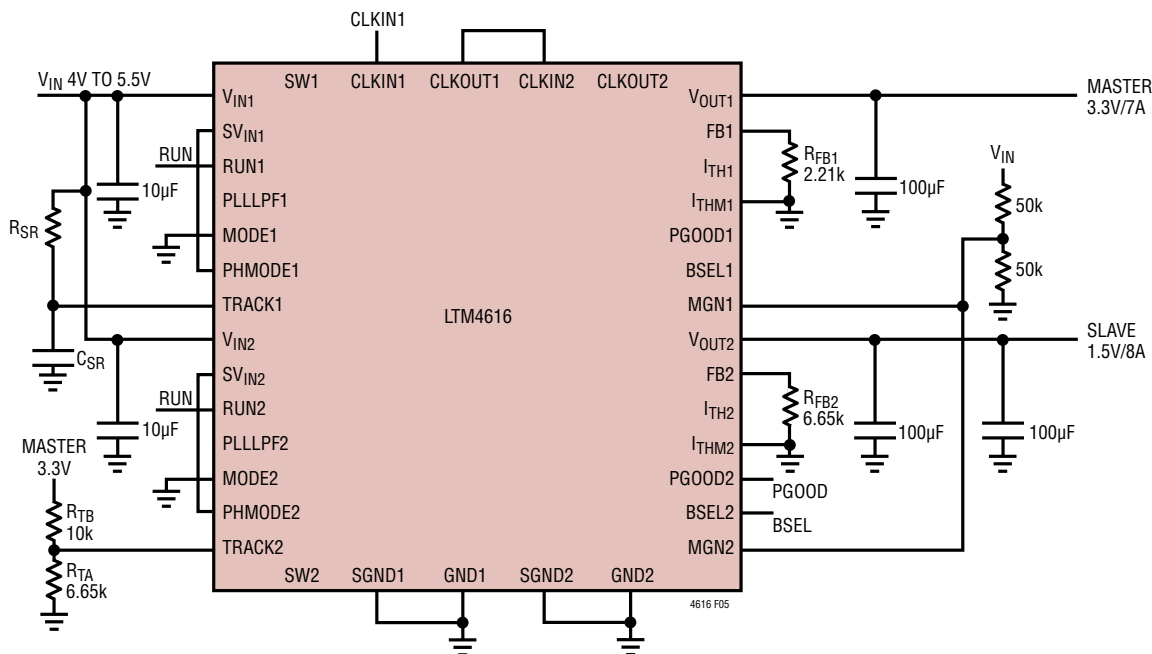 CLKIN1
V_IN 4V TO 5.5V
SW1 CLKIN1 CLKOUT1 CLKIN2 CLKOUT2
V_IN1
SV_IN1
RUN
RUN1
PLLLPF1
MODE1
PHMODE1
TRACK1
V_IN2
SV_IN2
RUN
RUN2
PLLLPF2
MODE2
PHMODE2
TRACK2
10µF
R_SR
C_SR
10µF
MASTER
3.3V
R_TB
10k
R_TA
6.65k
LTM4616
V_OUT1
FB1
I_TH1
I_THM1
PGOOD1
BSEL1
MGN1
V_OUT2
FB2
I_TH2
I_THM2
PGOOD2
BSEL2
MGN2
SW2 SGND1 GND1 SGND2 GND2
MASTER
3.3V/7A
R_FB1
2.21k
100µF
V_IN
50k
50k
SLAVE
1.5V/8A
R_FB2
6.65k
100µF
100µF
PGOOD
BSEL
4616 F05